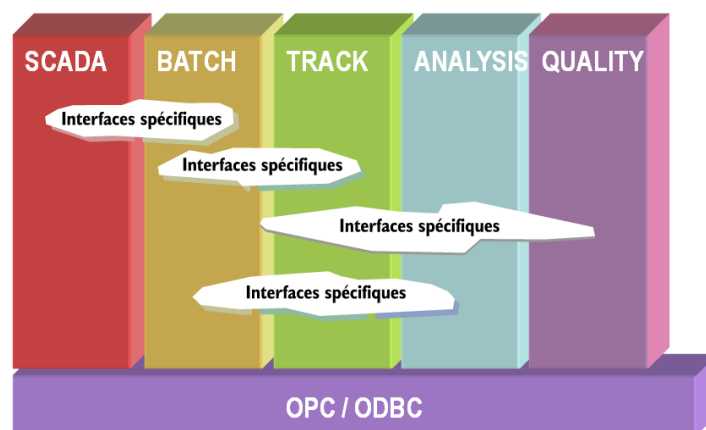 SCADA BATCH TRACK ANALYSIS QUALITY
Interfaces spécifiques
Interfaces spécifiques
Interfaces spécifiques
Interfaces spécifiques
OPC / ODBC